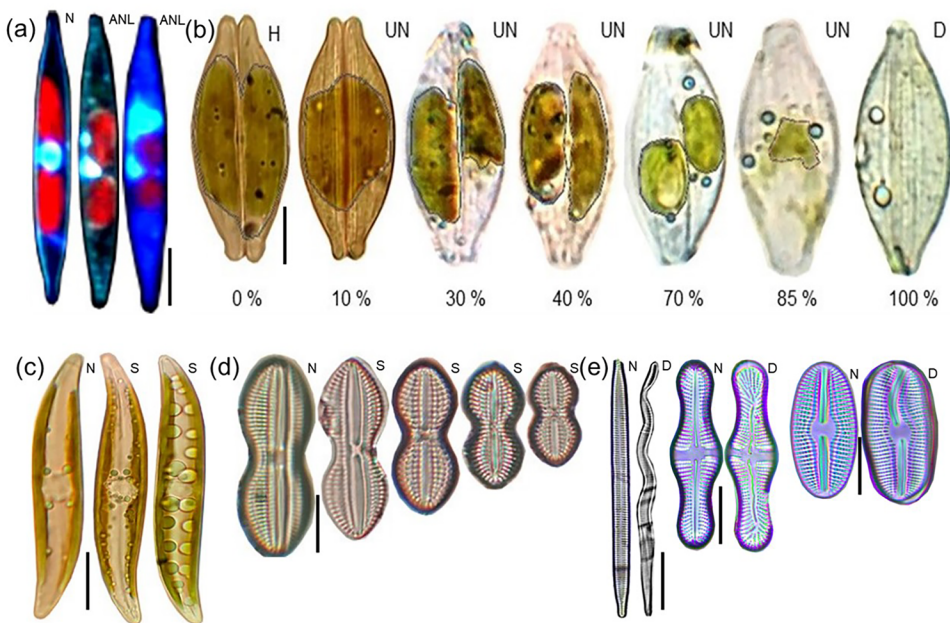 (a) N ANL ANL
(b) H UN UN UN UN UN D
0 % 10 % 30 % 40 % 70 % 85 % 100 %
(c) N S S
(d) N S S S S
(e) N D N D N D